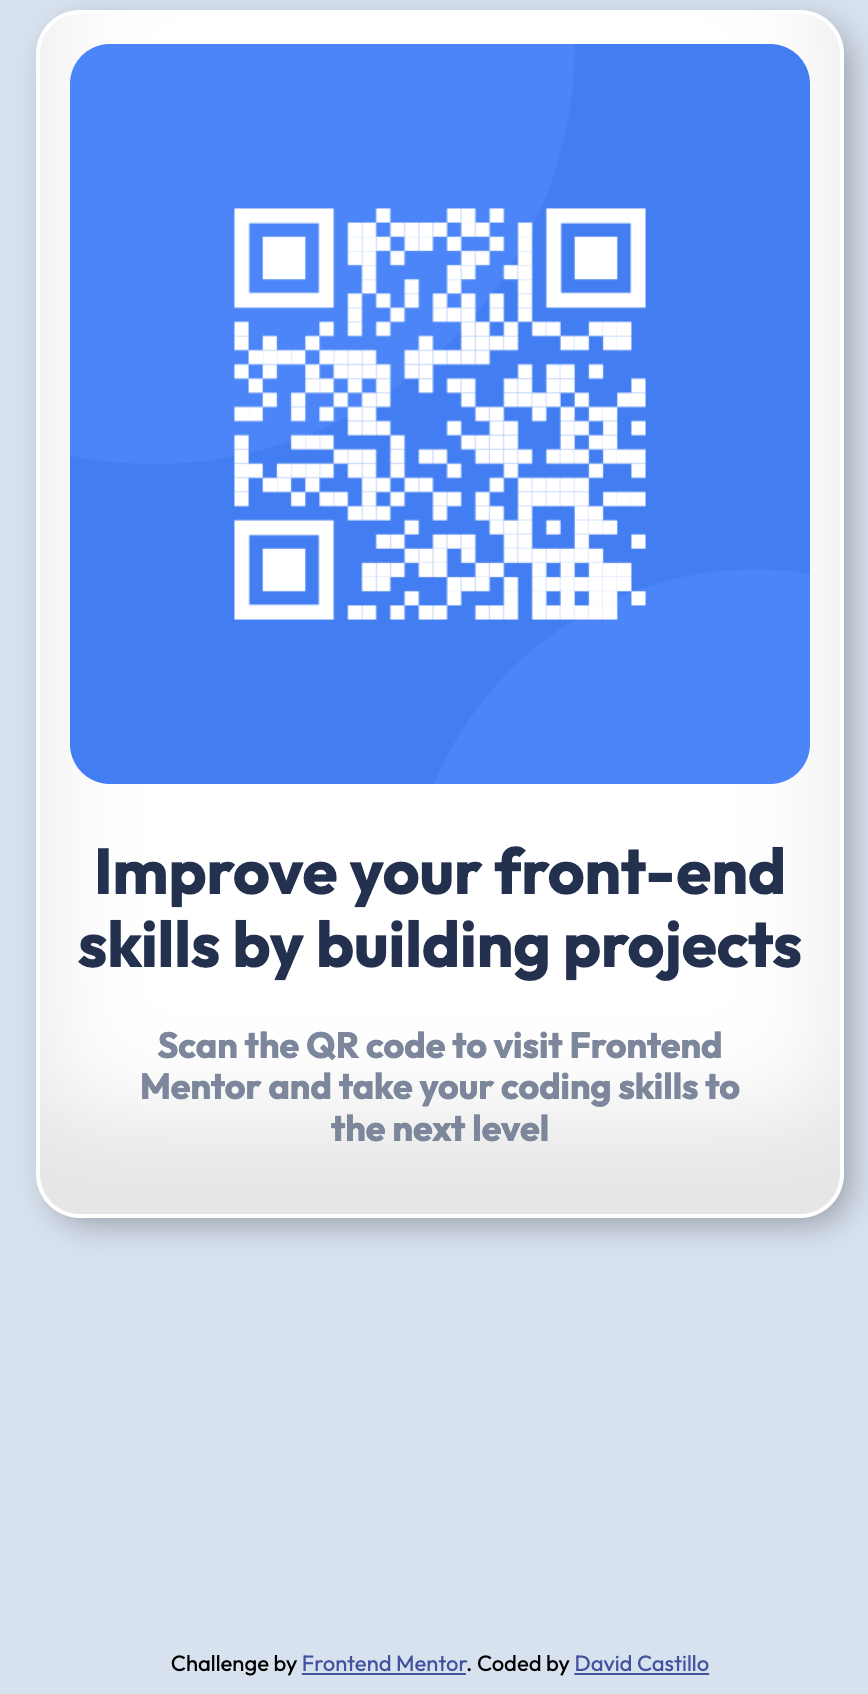 Improve your front-end
skills by building projects
Scan the QR code to visit Frontend
Mentor and take your coding skills to
the next level
Challenge by Frontend Mentor. Coded by David Castillo